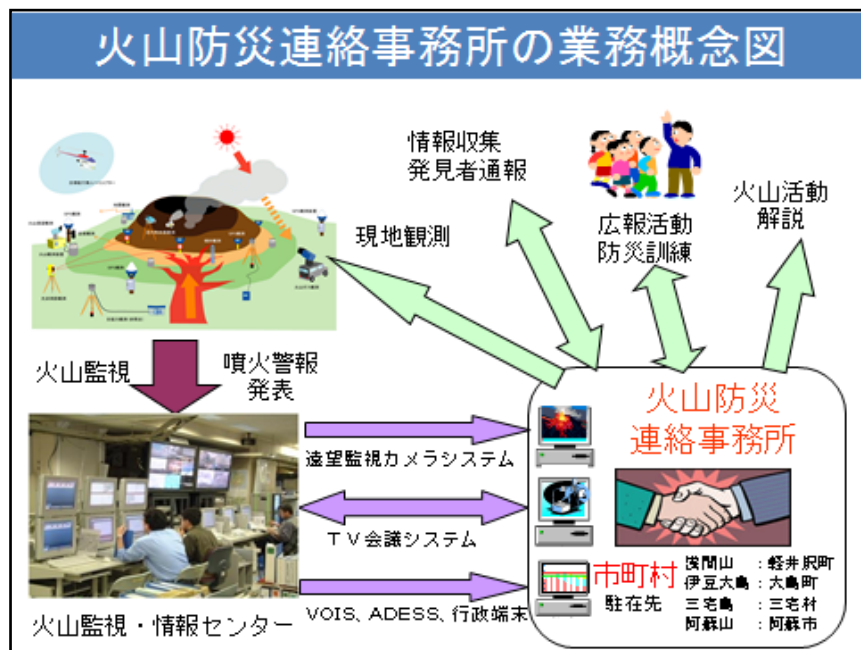 火山防災連絡事務所の業務概念図
情報収集
発見者通報
広報活動
防災訓練
火山活動
解説
現地観測
火山監視
噴火警報
発表
火山防災
連絡事務所
遠望監視カメラシステム
TV会議システム
VOIS、ADESS、行政端末
火山監視・情報センター
市町村
駐在先
浅間山 :軽井沢町
伊豆大島 :大島町
三宅島 :三宅村
阿蘇山 :阿蘇市